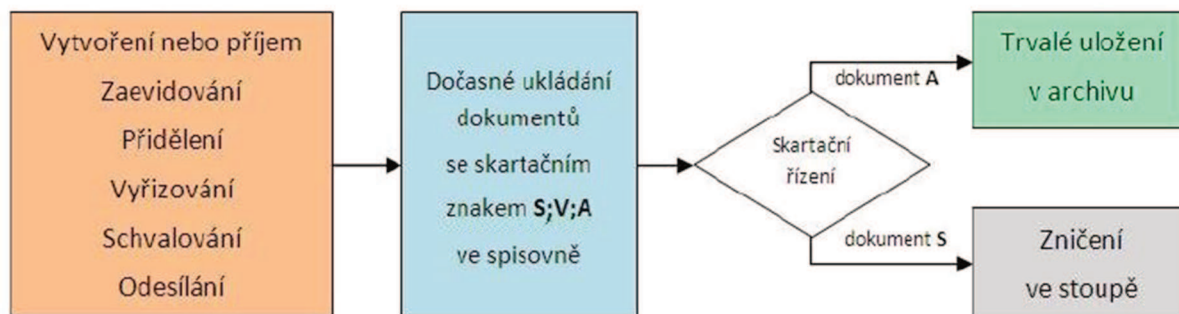 Vytvoření nebo příjem
Zaevidování
Přidělení
Vyřizování
Schvalování
Odesílání
Dočasné ukládání
dokumentů
se skartačním
znakem S;V;A
ve spisovně
Skartační
řízení
dokument A
Trvalé uložení
v archivu
dokument S
Zničení
ve stoupě